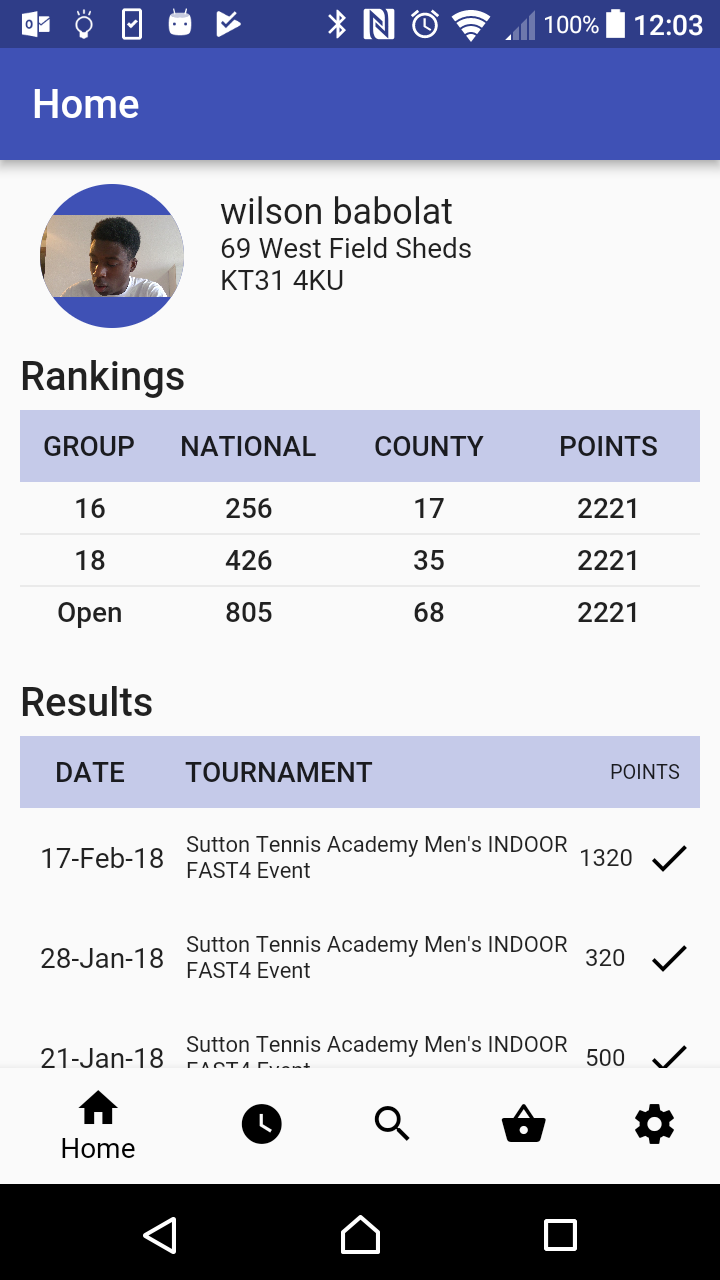 100% 12:03
Home
wilson babolat
69 West Field Sheds
KT31 4KU
Rankings
GROUP NATIONAL COUNTY POINTS
16 256 17 2221
18 426 35 2221
Open 805 68 2221
Results
DATE TOURNAMENT POINTS
17-Feb-18 Sutton Tennis Academy Men's INDOOR 1320
FAST4 Event
28-Jan-18 Sutton Tennis Academy Men's INDOOR 320
FAST4 Event
21-Jan-18 Sutton Tennis Academy Men's INDOOR 500
FAST4 Event
Home